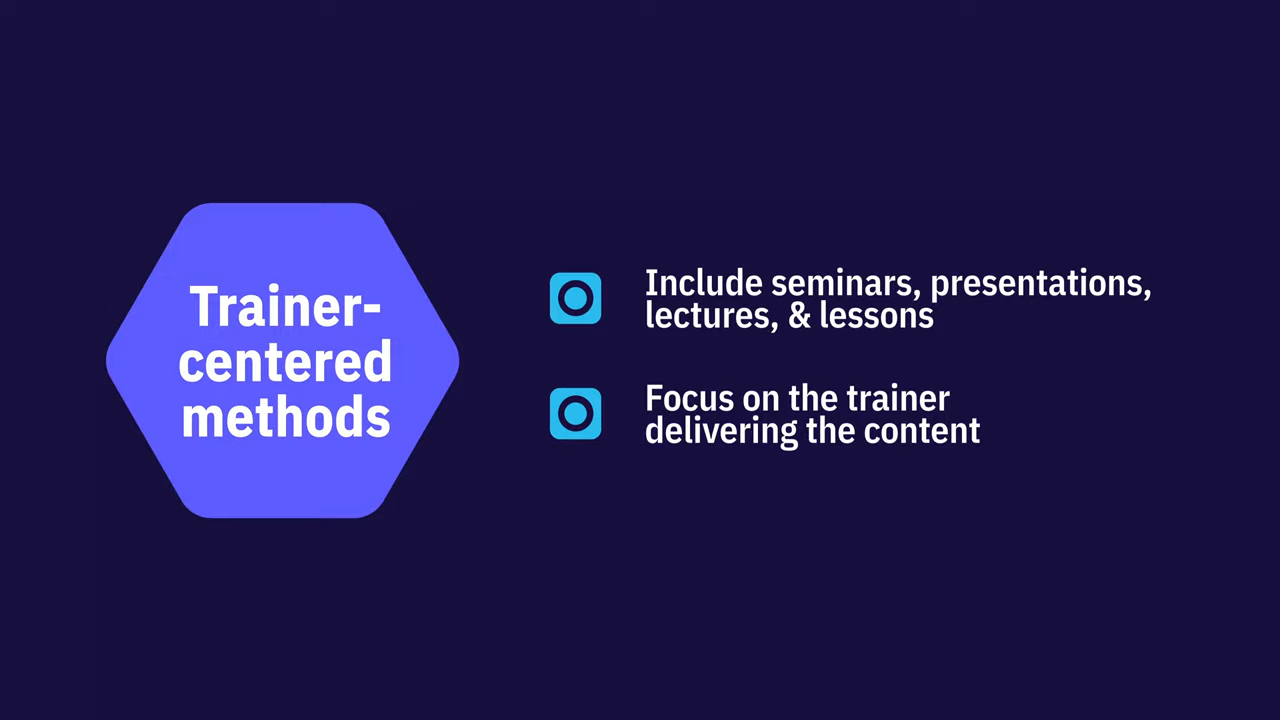 Trainer-
centered
methods
Include seminars, presentations,
lectures, & lessons
Focus on the trainer
delivering the content